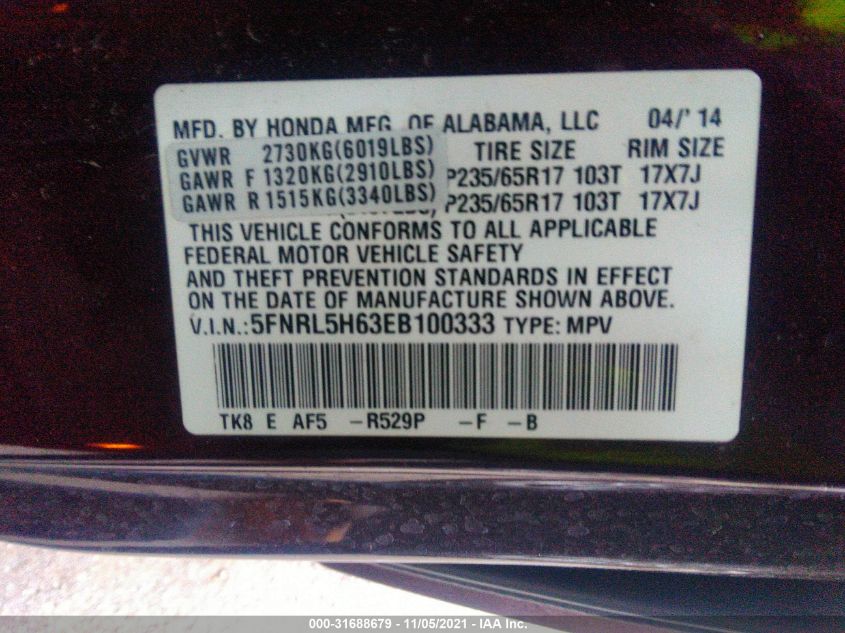 MFD. BY HONDA MFG. OF ALABAMA, LLC 04/'14
GVWR 2730KG(6019LBS) TIRE SIZE RIM SIZE
GAWR F 1320KG(2910LBS) P235/65R17 103T 17X7J
GAWR R 1515KG(3340LBS) P235/65R17 103T 17X7J
THIS VEHICLE CONFORMS TO ALL APPLICABLE
FEDERAL MOTOR VEHICLE SAFETY
AND THEFT PREVENTION STANDARDS IN EFFECT
ON THE DATE OF MANUFACTURE SHOWN ABOVE.
V.I.N.:5FNRL5H63EB100333 TYPE: MPV
TK8 E AF5 -R529P -F -B
000-31688679 - 11/05/2021 - IAA Inc.